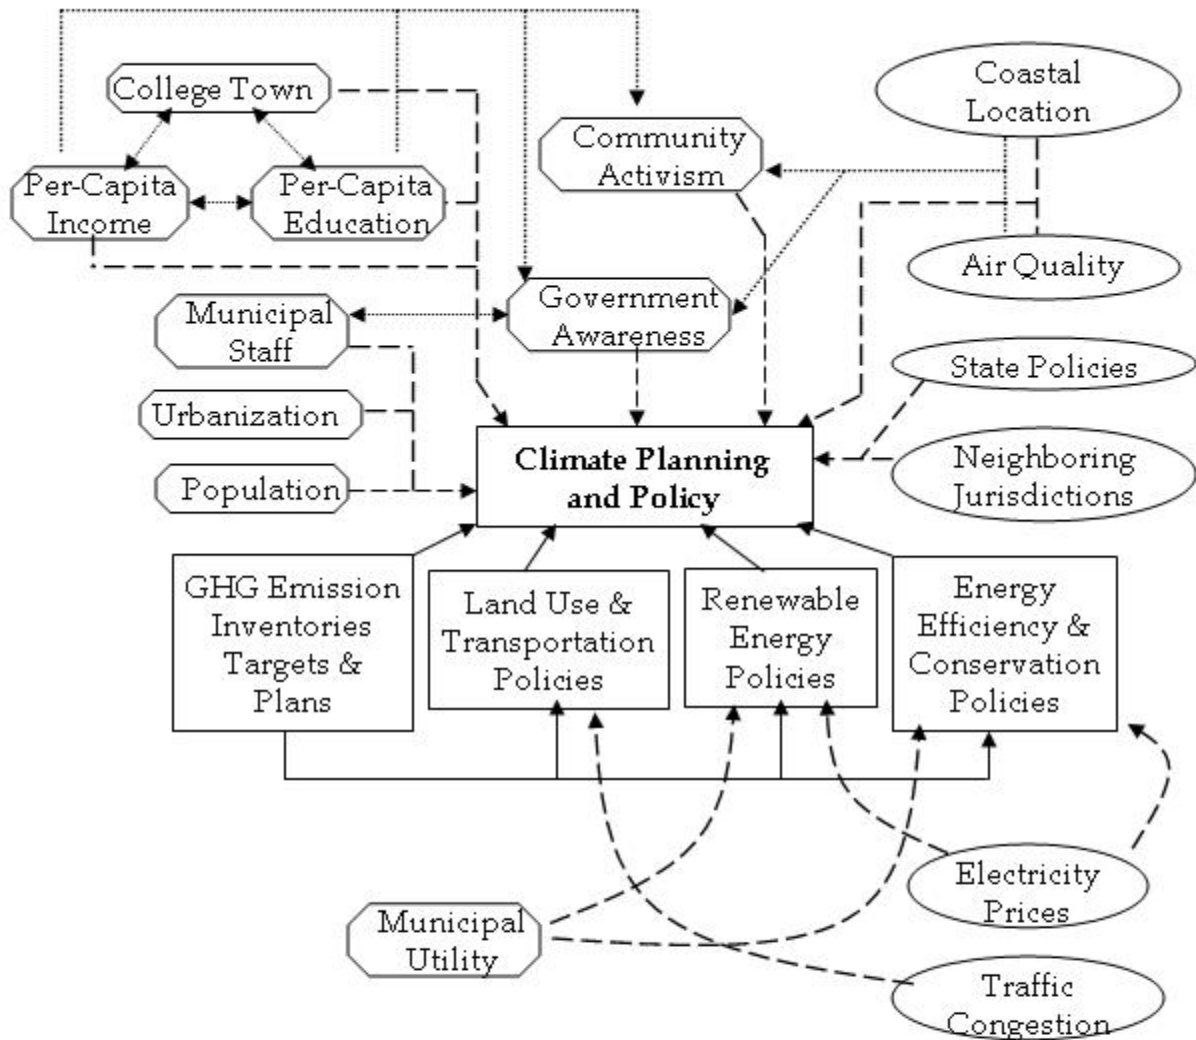 College Town
Coastal
Location
Community
Activism
Per-Capita
Income
Per-Capita
Education
Air Quality
Government
Awareness
Municipal
Staff
State Policies
Urbanization
Climate Planning
and Policy
Neighboring
Jurisdictions
Population
GHG Emission
Inventories
Targets &
Plans
Land Use &
Transportation
Policies
Renewable
Energy
Policies
Energy
Efficiency &
Conservation
Policies
Electricity
Prices
Municipal
Utility
Traffic
Congestion